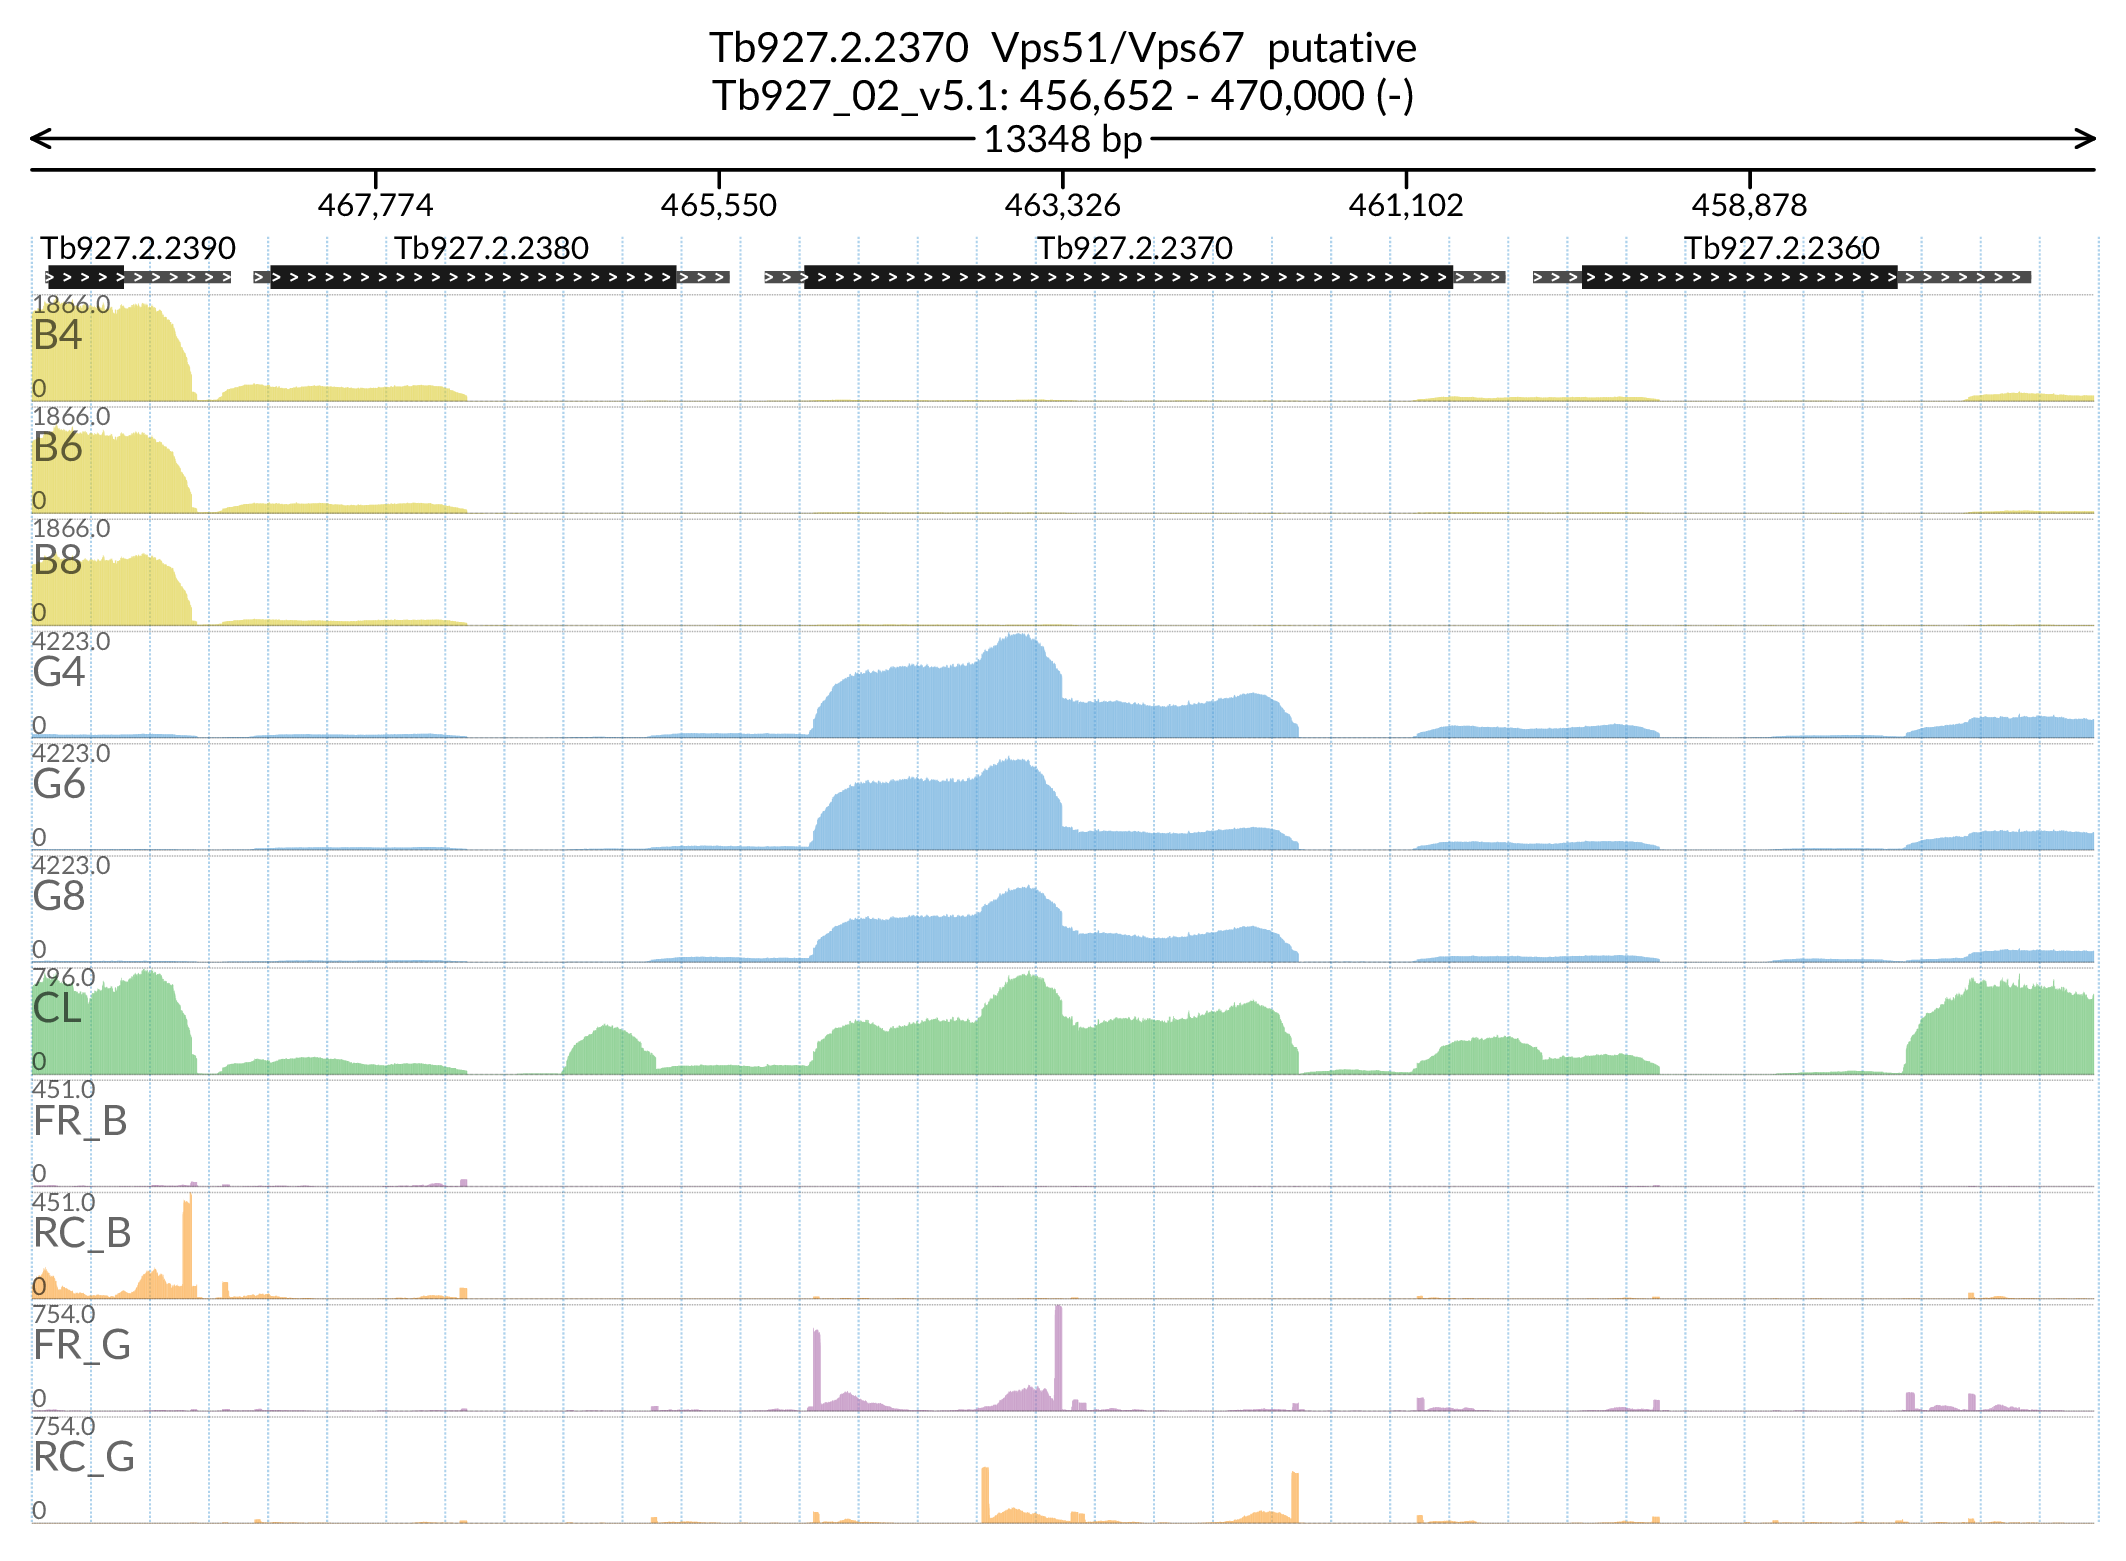 Tb927.2.2370 Vps51/Vps67 putative
Tb927_02_v5.1: 456,652 - 470,000 (-)
13348 bp
467,774 465,550 463,326 461,102 458,878
Tb927.2.2390 Tb927.2.2380 Tb927.2.2370 Tb927.2.2360
1866.0
B4
0
1866.0
B6
0
1866.0
B8
0
4223.0
G4
0
4223.0
G6
0
4223.0
G8
0
796.0
CL
0
451.0
FR_B
0
451.0
RC_B
0
754.0
FR_G
0
754.0
RC_G
0